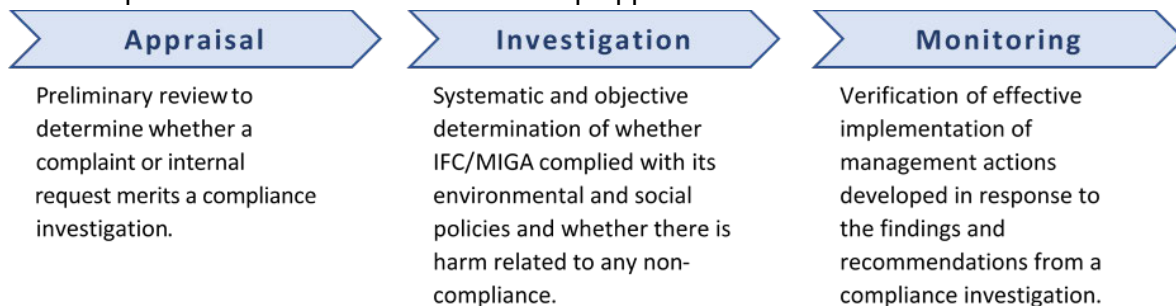 Appraisal
Preliminary review to
determine whether a
complaint or internal
request merits a compliance
investigation.
Investigation
Systematic and objective
determination of whether
IFC/MIGA complied with its
environmental and social
policies and whether there is
harm related to any non-
compliance.
Monitoring
Verification of effective
implementation of
management actions
developed in response to
the findings and
recommendations from a
compliance investigation.